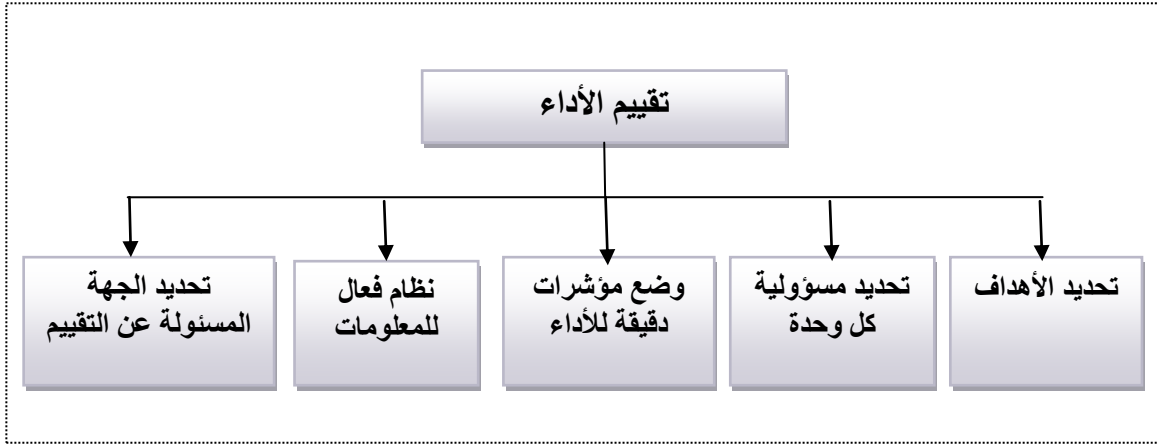 تقييم الأداء
تحديد الأهداف
تحديد مسؤولية
كل وحدة
وضع مؤشرات
دقيقة للأداء
نظام فعال
للمعلومات
تحديد الجهة
المسئولة عن التقييم